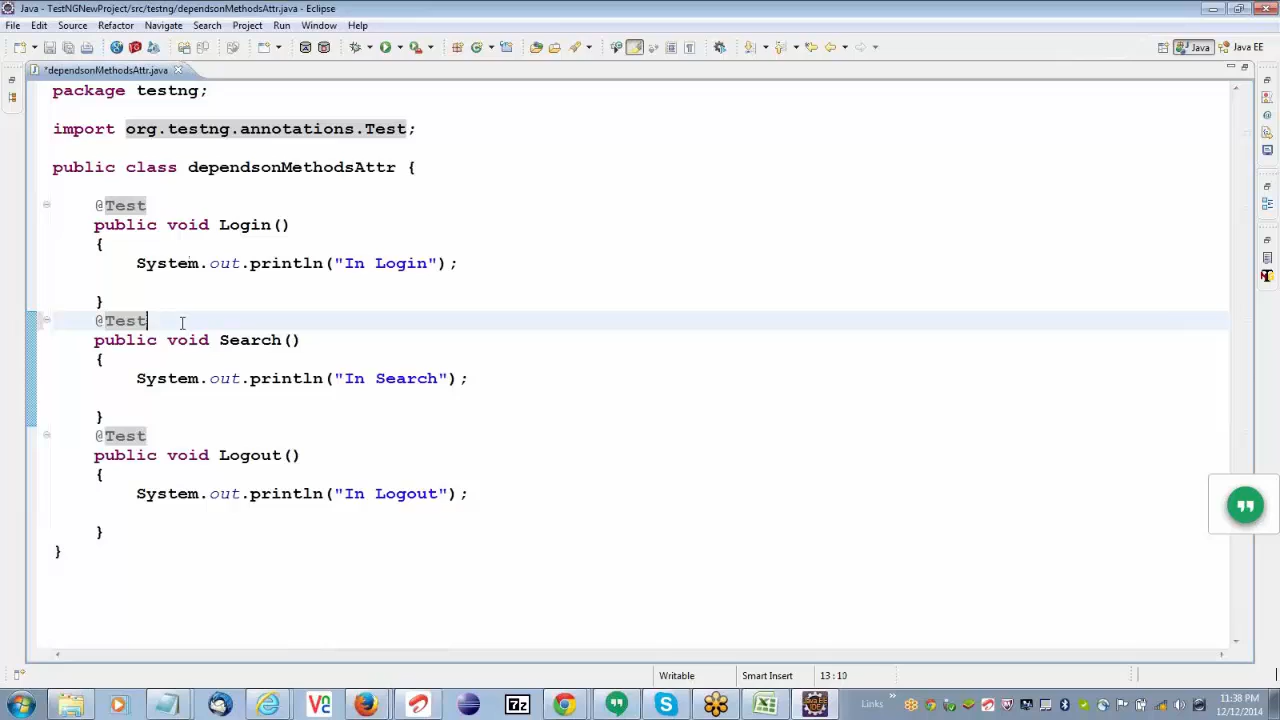 Java - TestNGNewProject/src/testng/dependsonMethodsAttr.java - Eclipse
File Edit Source Refactor Navigate Search Project Run Window Help
Java Java EE
*dependsonMethodsAttr.java
package testng;
import org.testng.annotations.Test;
public class dependsonMethodsAttr {
@Test
public void Login()
{
System.out.println("In Login");
}
@Test
public void Search()
{
System.out.println("In Search");
}
@Test
public void Logout()
{
System.out.println("In Logout");
}
}
Writable Smart Insert 13:10
7z Links 11:38 PM
12/12/2014